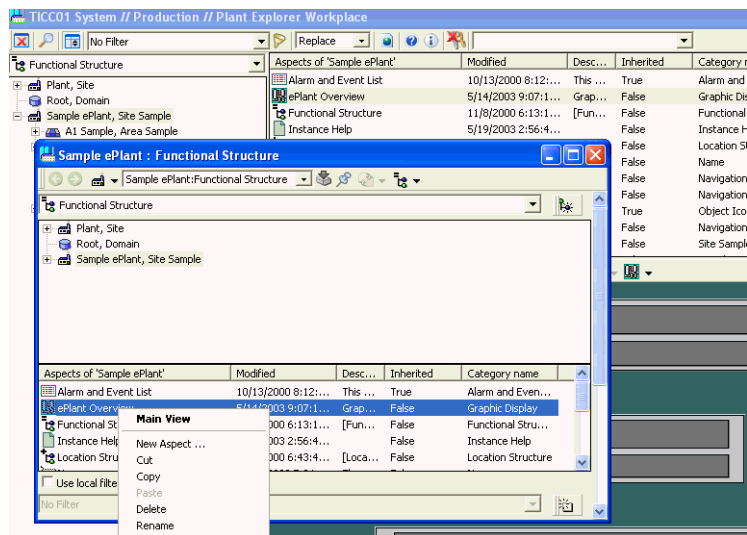 TICC01 System // Production // Plant Explorer Workplace
No Filter Replace
Functional Structure
Aspects of 'Sample ePlant' Modified Desc... Inherited Category
Plant, Site
Root, Domain
Sample ePlant, Site Sample
A1 Sample, Area Sample
Alarm and Event List 10/13/2000 8:12:... This ... True Alarm and
ePlant Overview 5/14/2003 9:07:1... Grap... False Graphic Dis
Functional Structure 11/8/2000 6:13:1... [Fun... False Functional
Instance Help 5/19/2003 2:56:4... False Instance H
False Location St
False Name
False Navigation
False Navigation
True Object Ico
False Navigation
False Site Sampl
Sample ePlant : Functional Structure
Sample ePlant:Functional Structure
Functional Structure
Plant, Site
Root, Domain
Sample ePlant, Site Sample
Aspects of 'Sample ePlant' Modified Desc... Inherited Category name
Alarm and Event List 10/13/2000 8:12:... This ... True Alarm and Even...
ePlant Overview 5/14/2003 9:07:1... Grap... False Graphic Display
Functional St 000 6:13:1... [Fun... False Functional Stru...
Instance Help 003 2:56:4... False Instance Help
Location Stru 000 6:43:4... [Loca... False Location Structure
Main View
New Aspect ...
Cut
Copy
Paste
Delete
Rename
Use local filte
No Filter